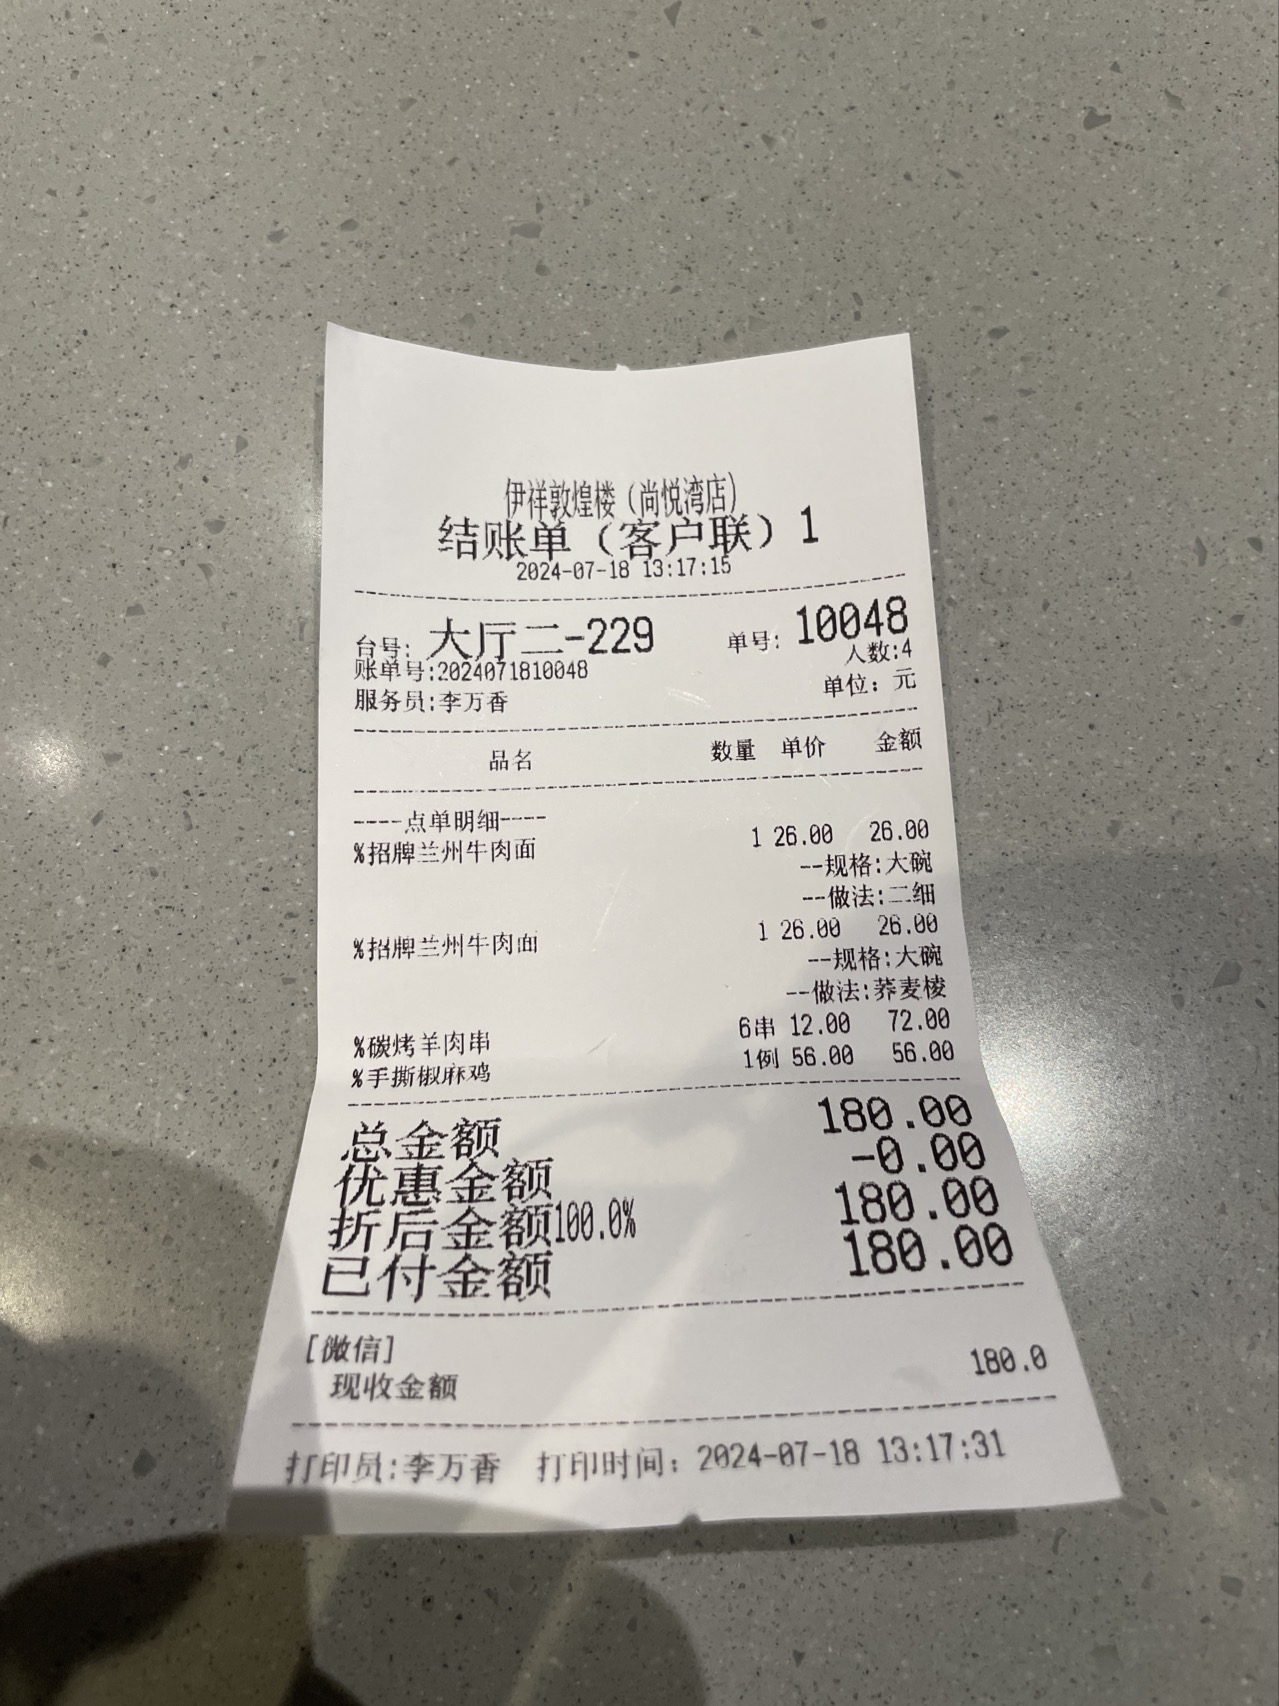 伊祥敦煌楼（尚悦湾店）
结账单（客户联）1
2024-07-18 13:17:15
台号: 大厅二-229 单号: 10048
账单号:2024071810048 人数:4
服务员:李万香 单位: 元
品名 数量 单价 金额
----点单明细----
%招牌兰州牛肉面 1 26.00 26.00
--规格:大碗
--做法:二细
%招牌兰州牛肉面 1 26.00 26.00
--规格:大碗
--做法:荞麦棱
%碳烤羊肉串 6串 12.00 72.00
%手撕椒麻鸡 1例 56.00 56.00
总金额 180.00
优惠金额 -0.00
折后金额100.0% 180.00
已付金额 180.00
[微信]
现收金额 180.0
打印员:李万香 打印时间: 2024-07-18 13:17:31